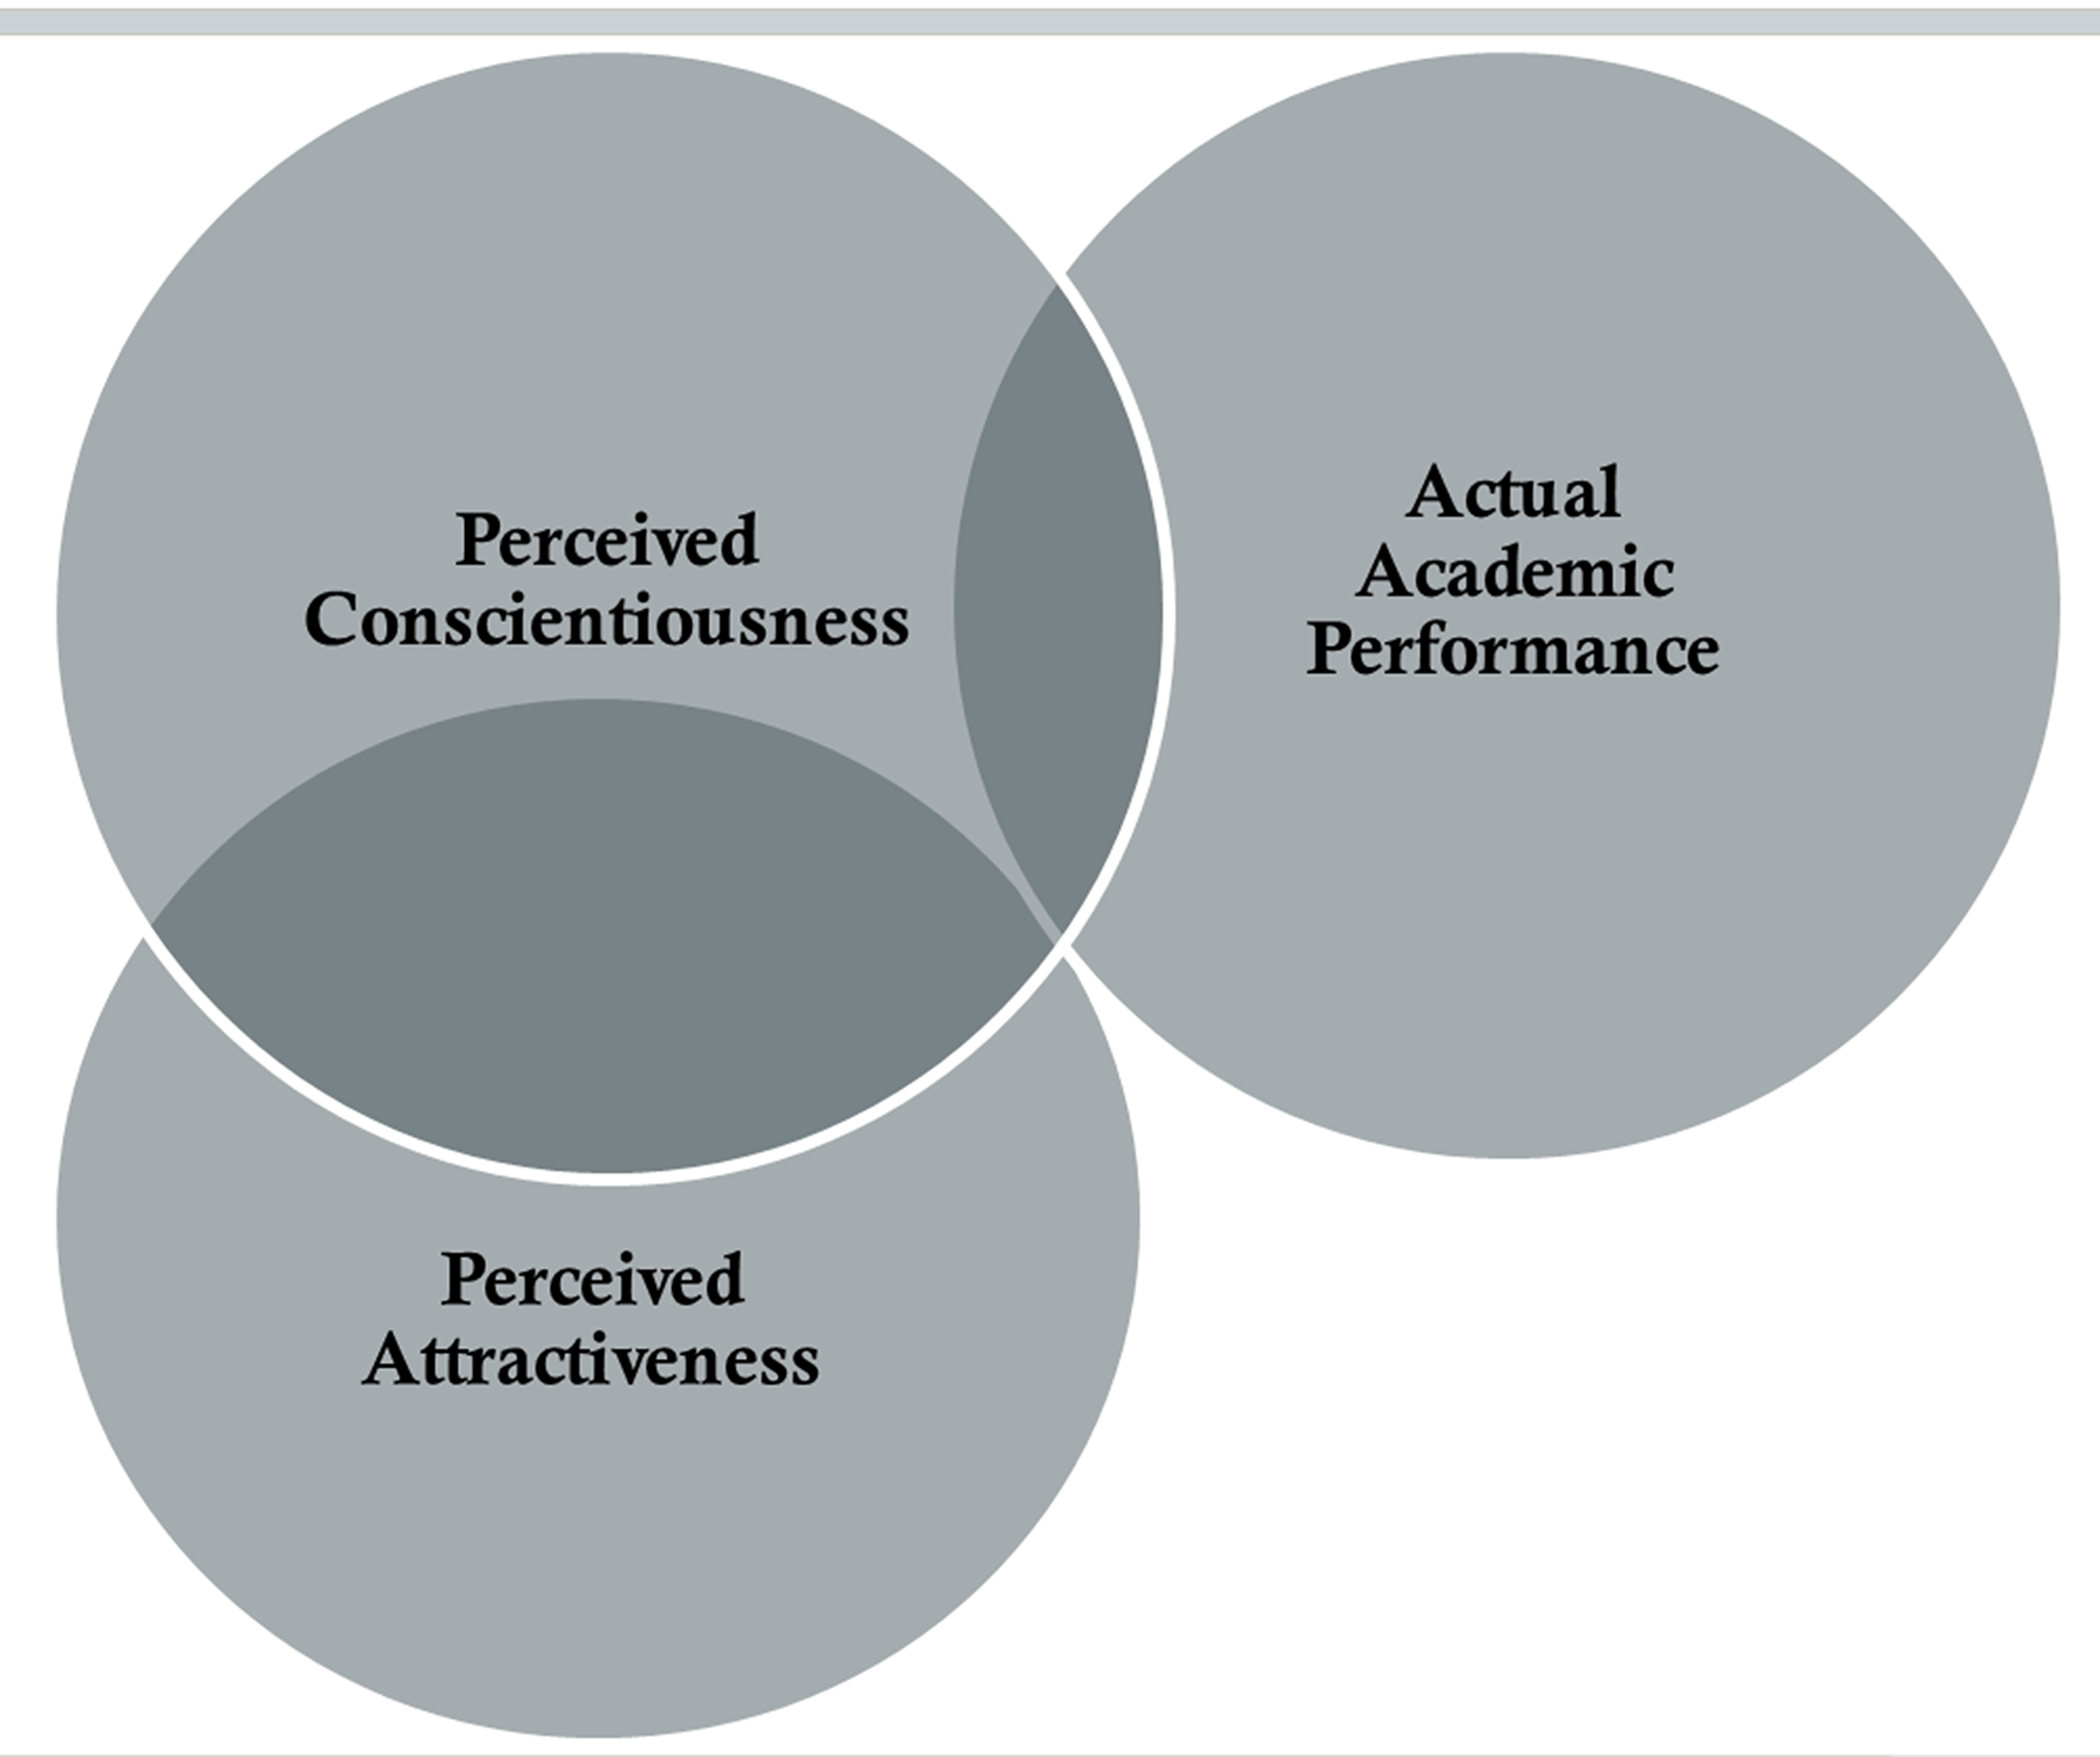 Perceived
Conscientiousness
Actual
Academic
Performance
Perceived
Attractiveness